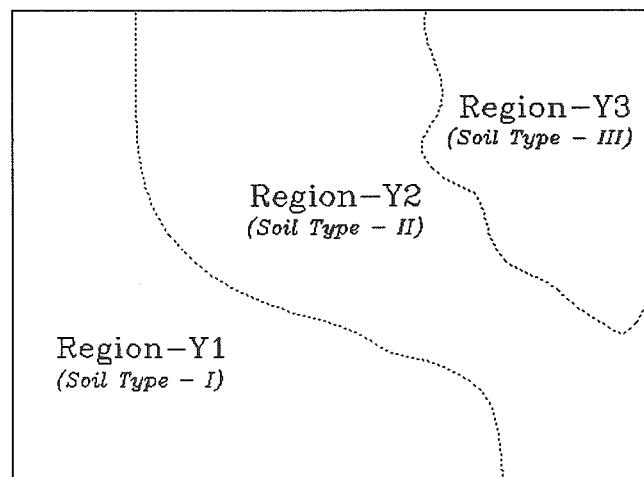 Region-Y3
(Soil Type - III)
Region-Y2
(Soil Type - II)
Region-Y1
(Soil Type - I)